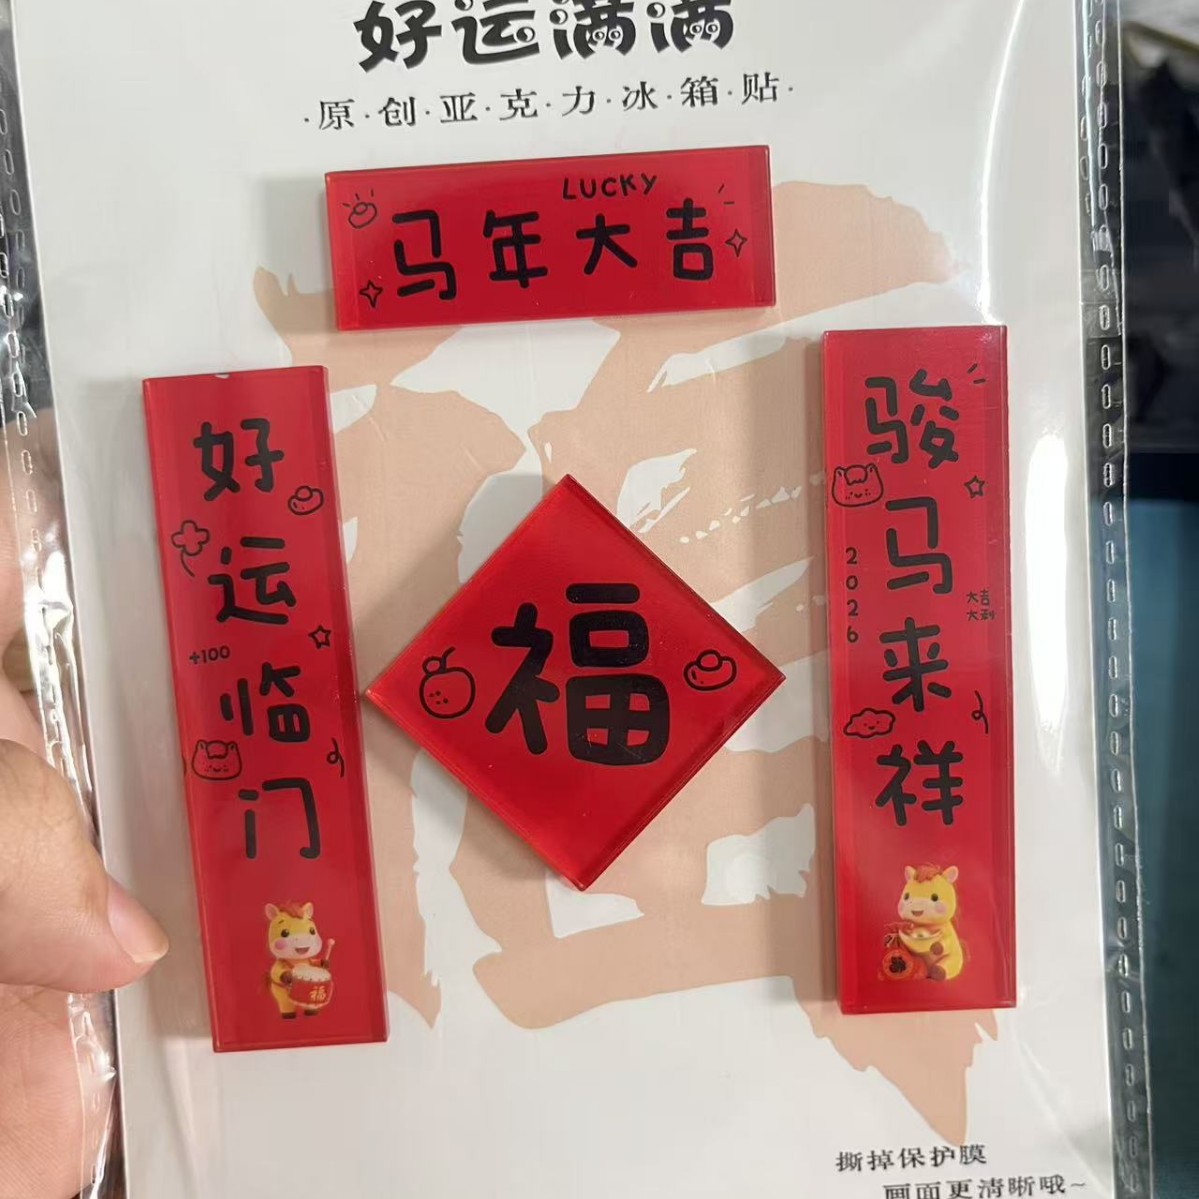 好运满满
·原·创·亚·克·力·冰·箱·贴·
LUCKY
马年大吉
骏马来祥
2026
大吉
大利
好运临门
+100
福
福
撕掉保护膜
画面更清晰哦~